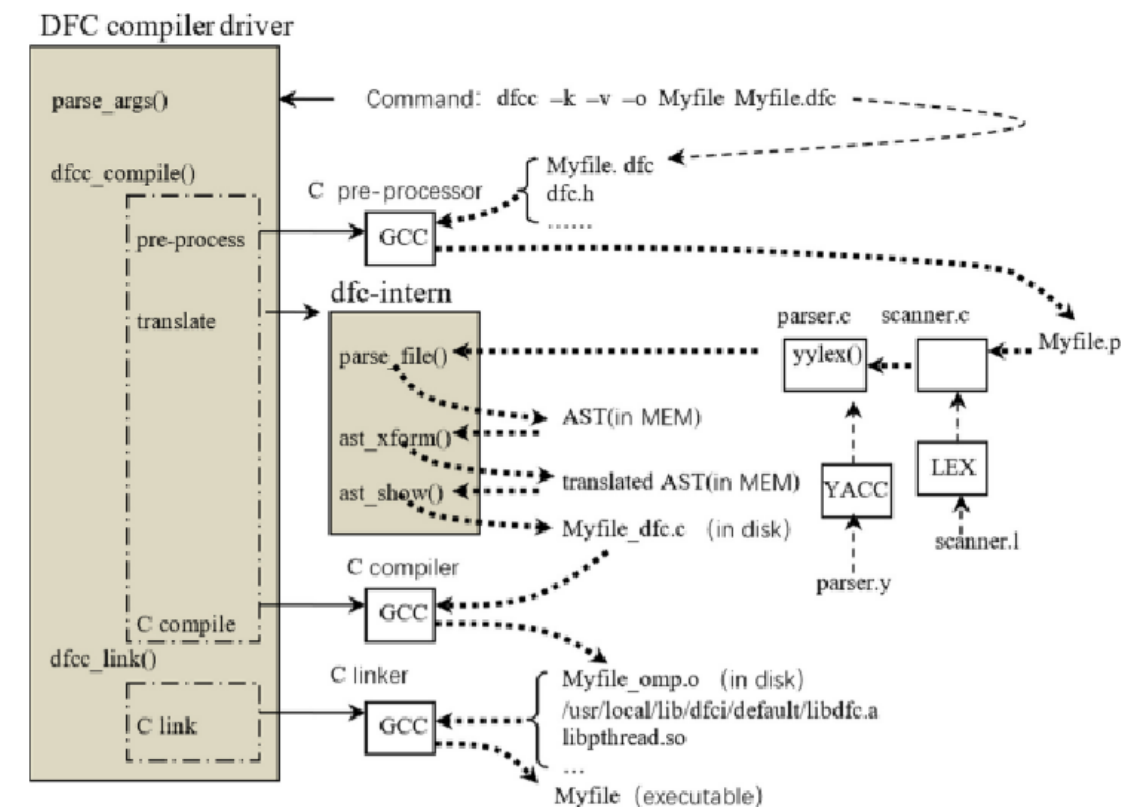 DFC compiler driver
parse_args()
Command: dfcc –k –v –o Myfile Myfile.dfc
dfcc_compile()
Myfile. dfc
dfc.h
......
C pre-processor
GCC
pre-process
dfc-intern
translate
parser.c
scanner.c
Myfile.p
parse_file()
yylex()
AST(in MEM)
ast_xform()
translated AST(in MEM)
LEX
YACC
ast_show()
Myfile_dfc.c (in disk)
scanner.l
parser.y
C compiler
GCC
C compile
dfcc_link()
C linker
Myfile_omp.o (in disk)
/usr/local/lib/dfci/default/libdfc.a
libpthread.so
...
GCC
C link
Myfile (executable)